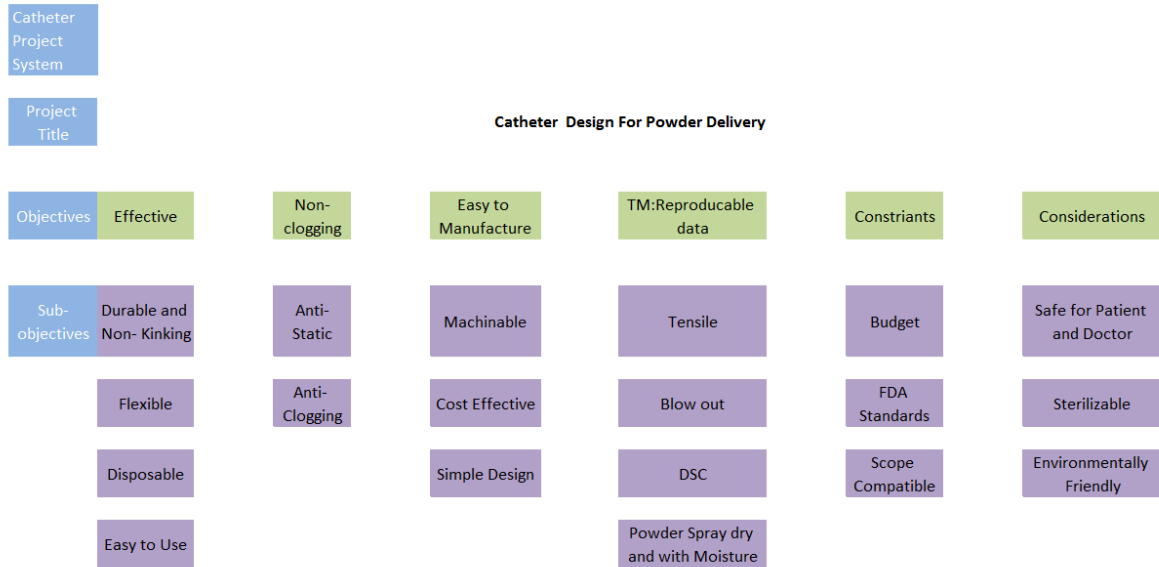 Catheter
Project
System
Project
Title
Catheter Design For Powder Delivery
Objectives
Effective
Non-
clogging
Easy to
Manufacture
TM:Reproducable
data
Constriants
Considerations
Sub-
objectives
Durable and
Non- Kinking
Anti-
Static
Machinable
Tensile
Budget
Safe for Patient
and Doctor
Flexible
Anti-
Clogging
Cost Effective
Blow out
FDA
Standards
Sterilizable
Disposable
Simple Design
DSC
Scope
Compatible
Environmentally
Friendly
Easy to Use
Powder Spray dry
and with Moisture